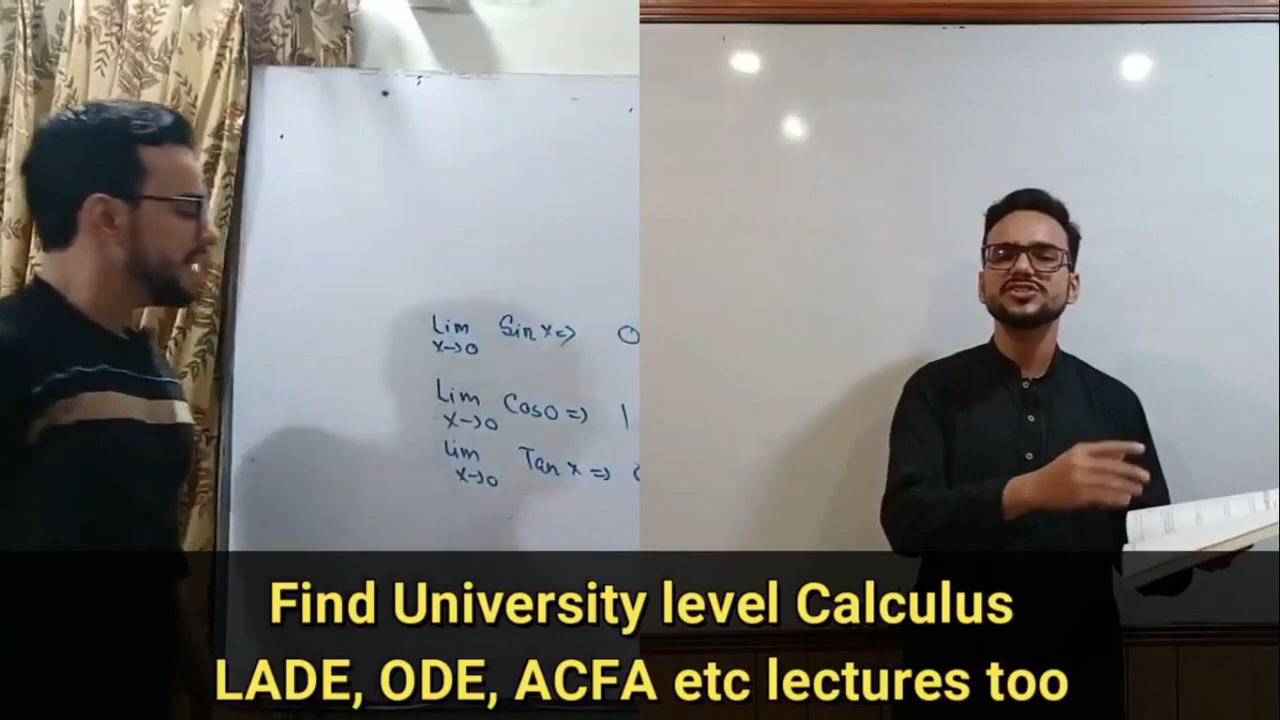 Lim Sin x => 0
x->0
Lim Cos0 => 1
x->0
Lim Tan x =>
x->0
Find University level Calculus
LADE, ODE, ACFA etc lectures too